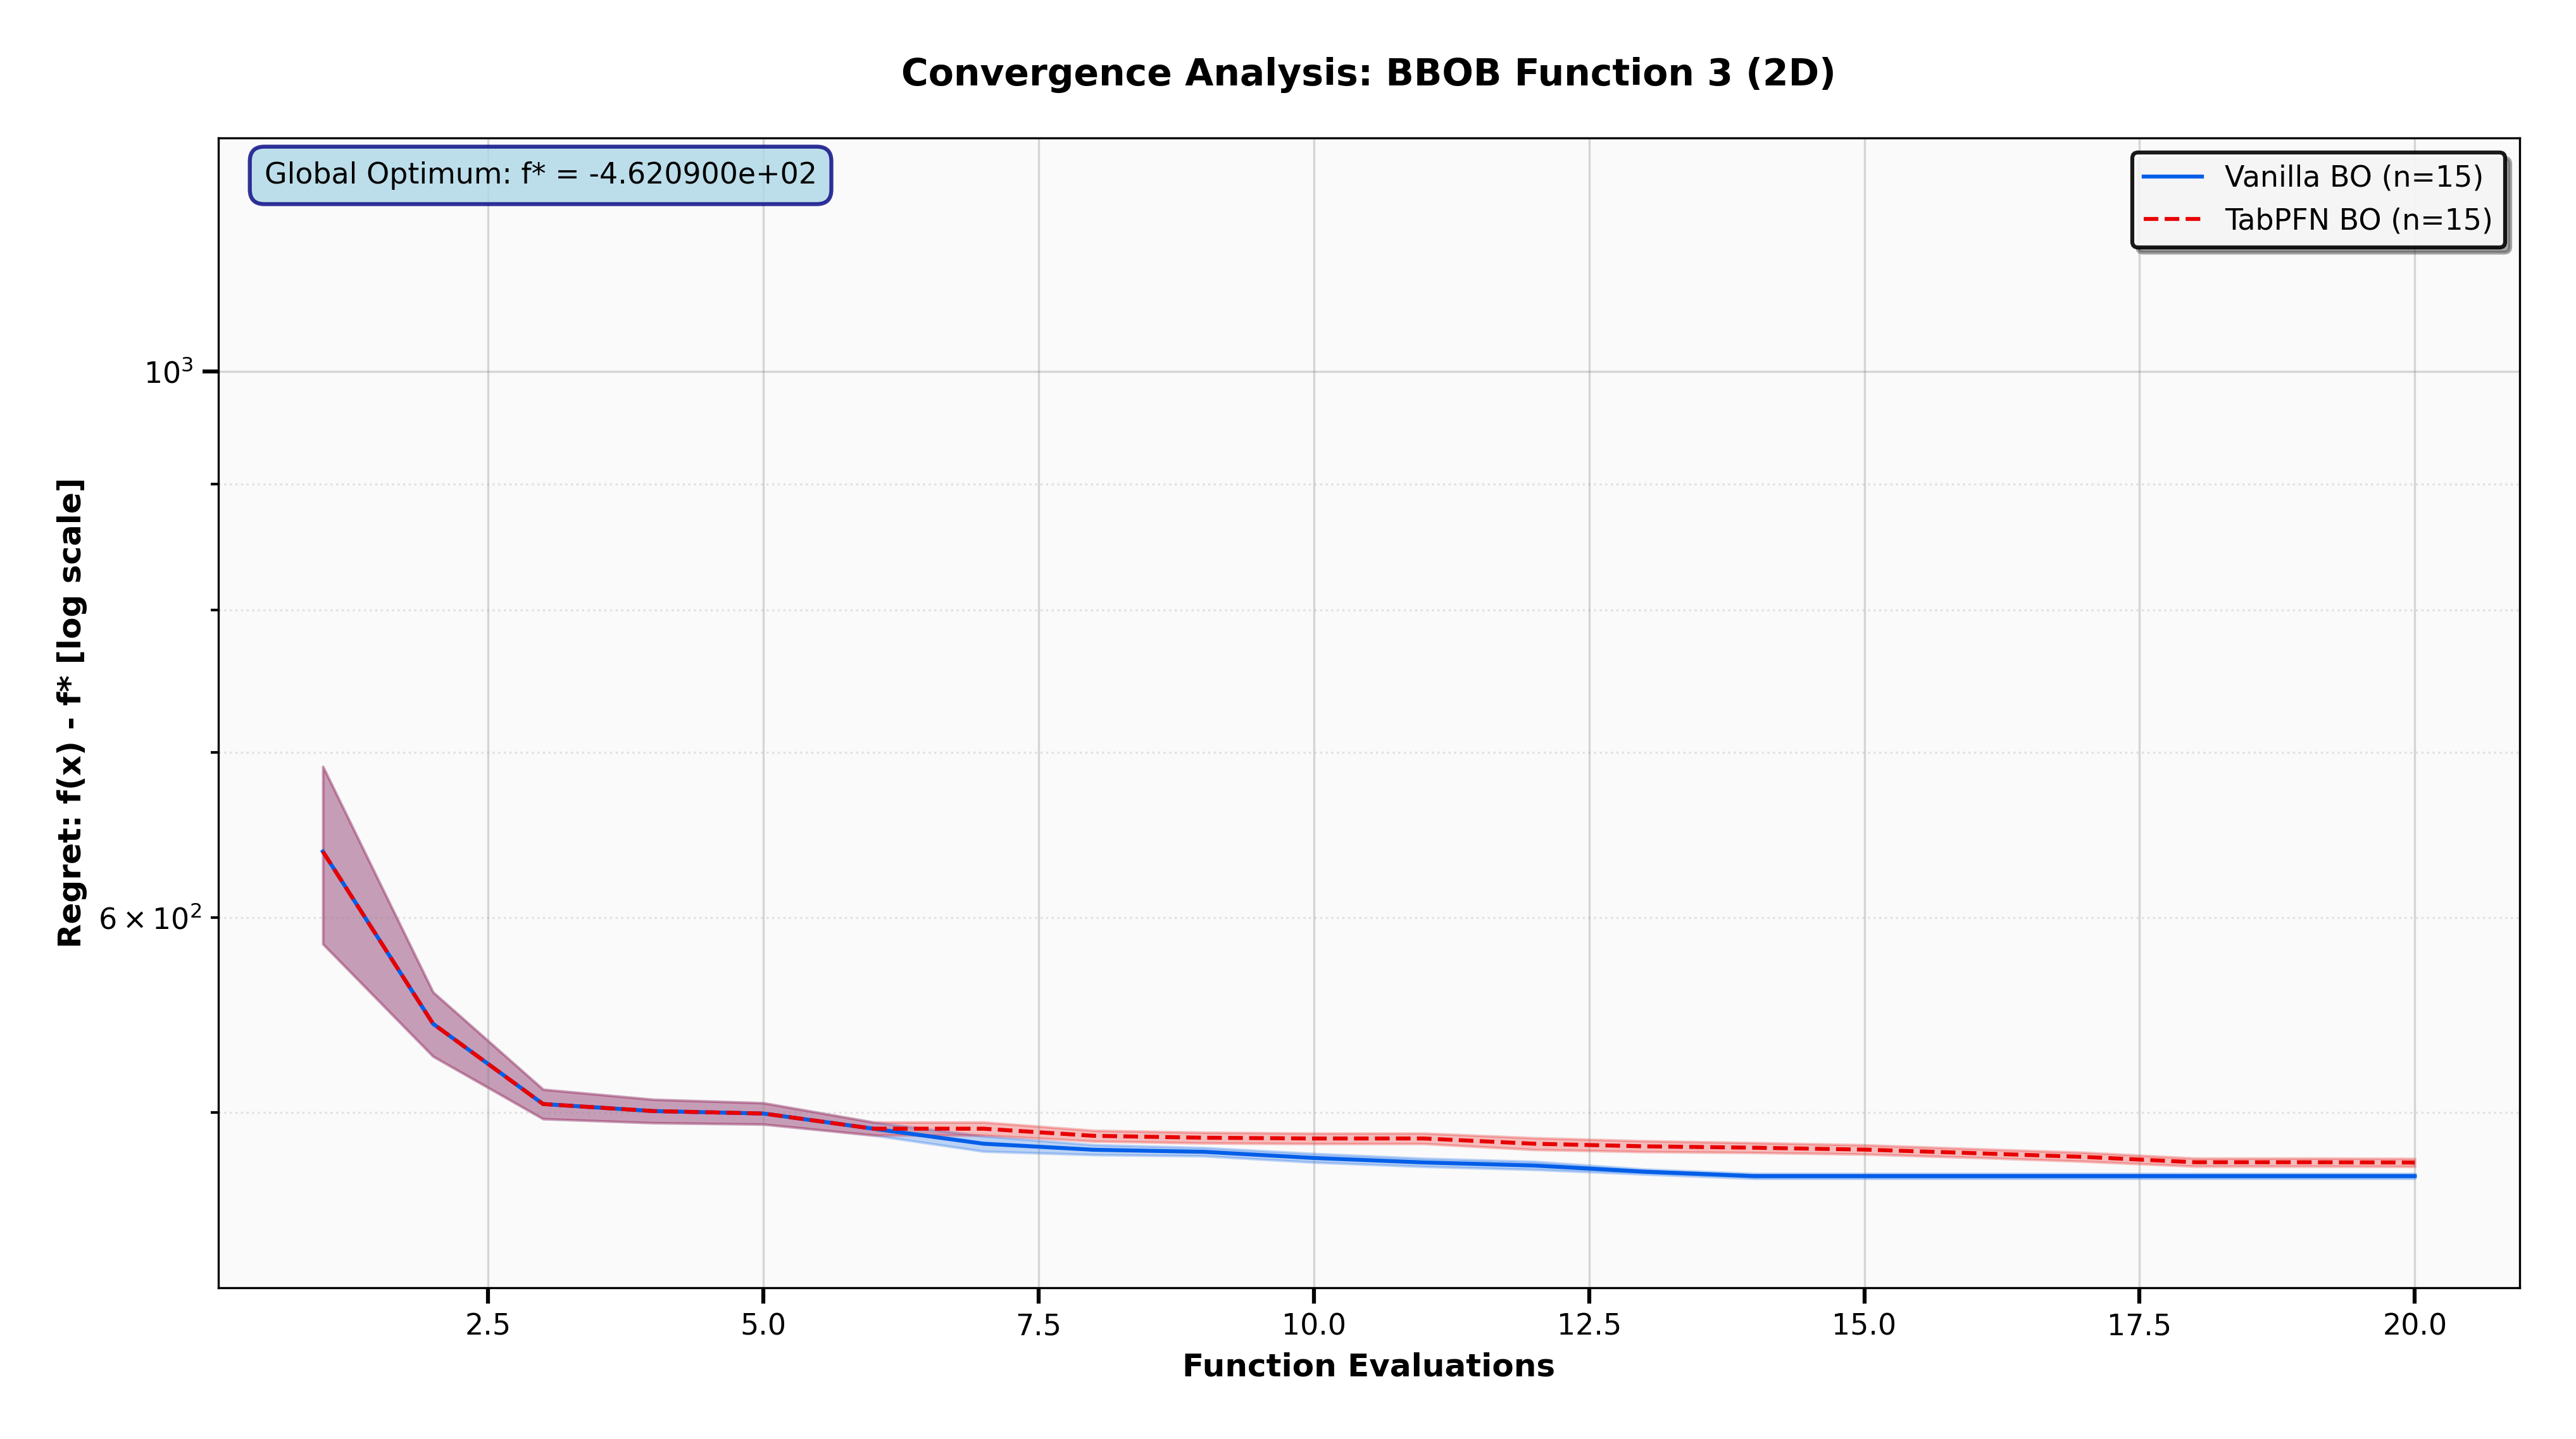 Convergence Analysis: BBOB Function 3 (2D)
Global Optimum: f* = -4.620900e+02
Vanilla BO (n=15)
TabPFN BO (n=15)
Regret: f(x) - f* [log scale]
10³
6 × 10²
2.5 5.0 7.5 10.0 12.5 15.0 17.5 20.0
Function Evaluations